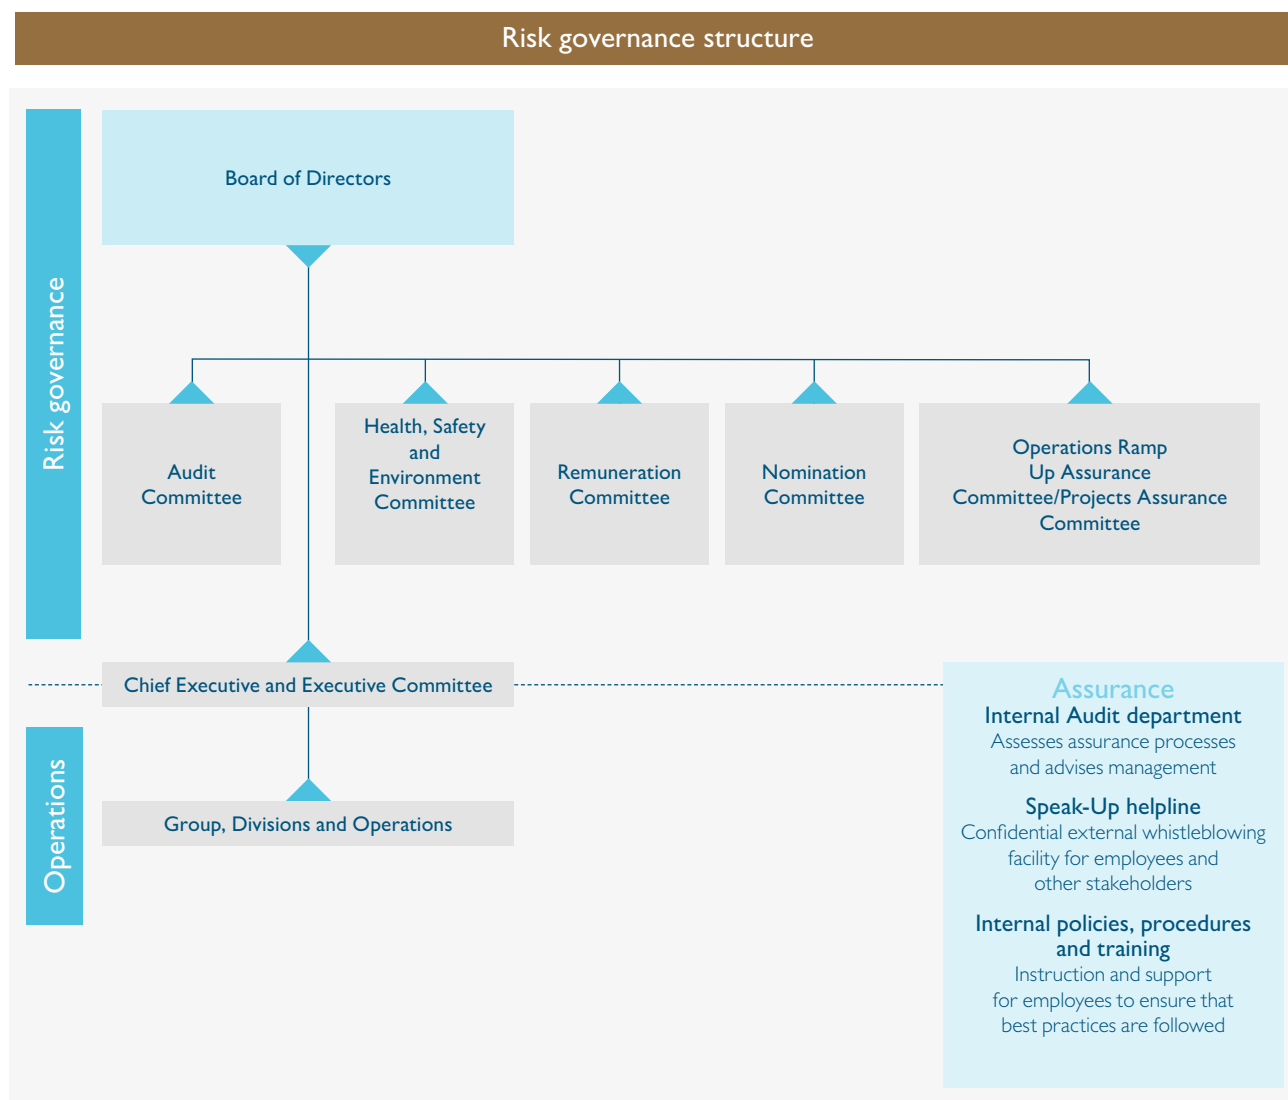 Risk governance structure
Risk governance
Board of Directors
Audit
Committee
Health, Safety
and
Environment
Committee
Remuneration
Committee
Nomination
Committee
Operations Ramp
Up Assurance
Committee/Projects Assurance
Committee
Chief Executive and Executive Committee
Operations
Group, Divisions and Operations
Assurance
Internal Audit department
Assesses assurance processes
and advises management
Speak-Up helpline
Confidential external whistleblowing
facility for employees and
other stakeholders
Internal policies, procedures
and training
Instruction and support
for employees to ensure that
best practices are followed